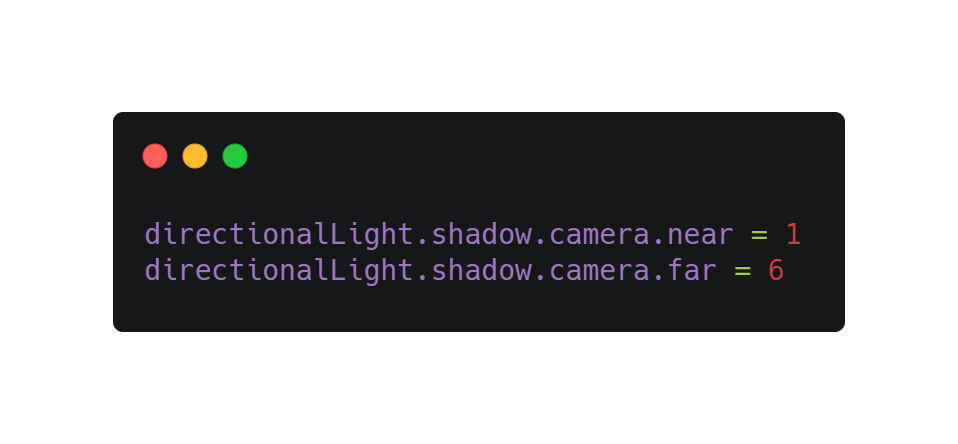 directionalLight.shadow.camera.near = 1
directionalLight.shadow.camera.far = 6